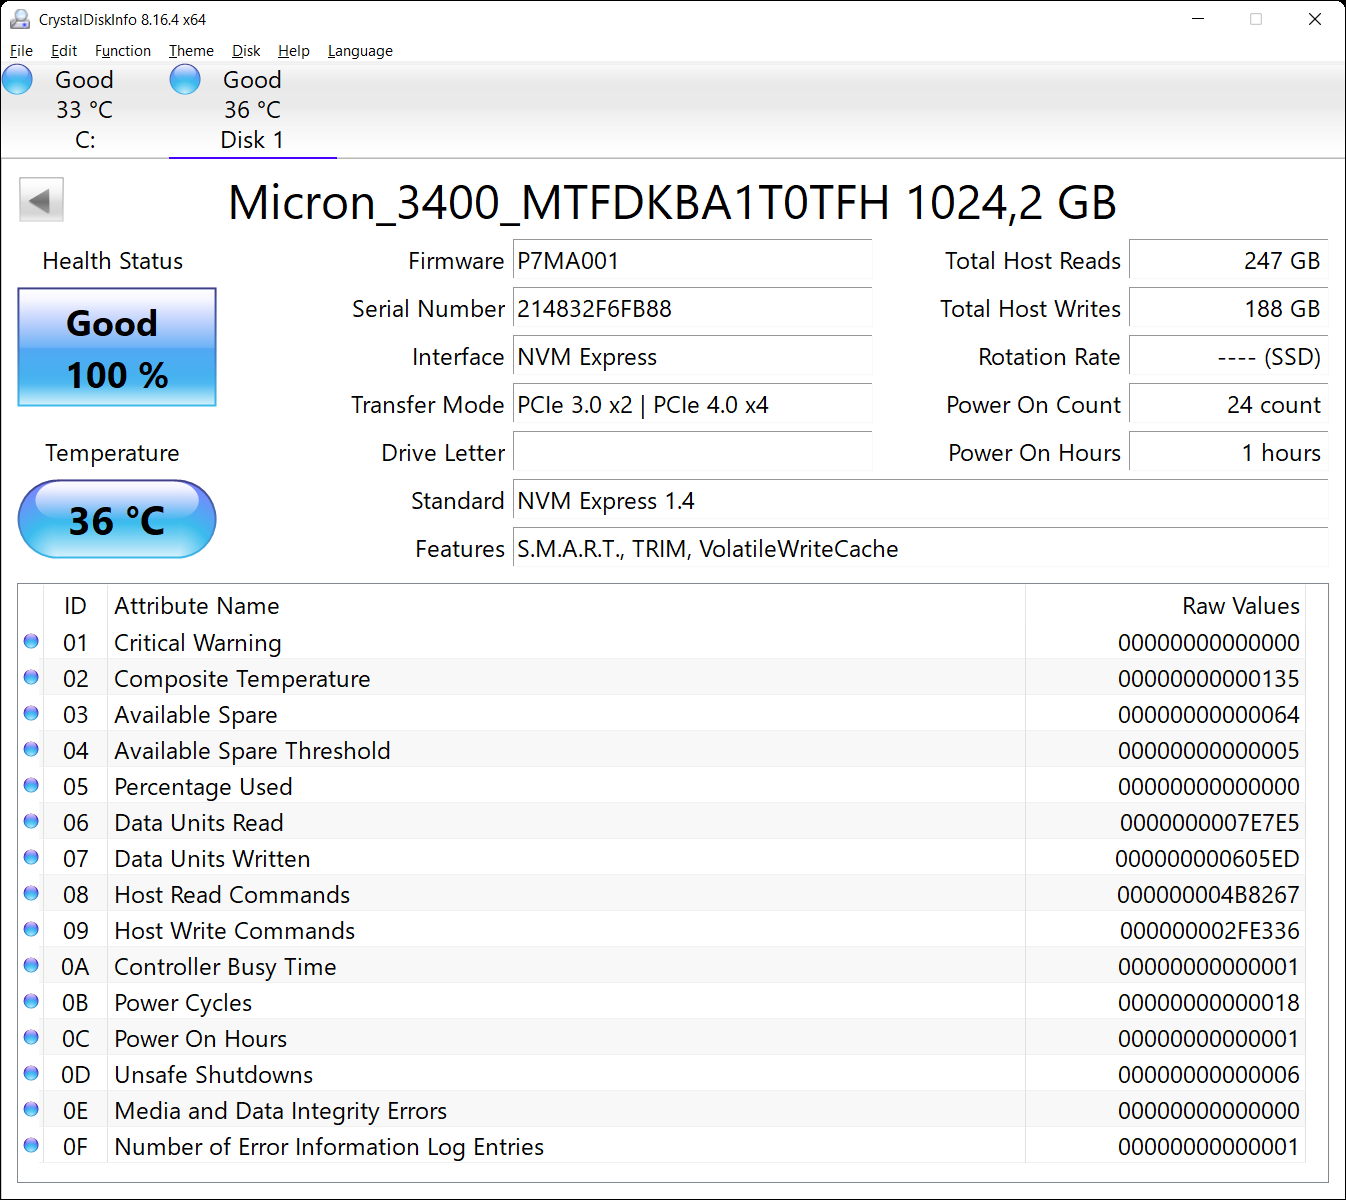 CrystalDiskInfo 8.16.4 x64
File Edit Function Theme Disk Help Language
Good Good
33 °C 36 °C
C: Disk 1
Micron_3400_MTFDKBA1T0TFH 1024,2 GB
Health Status
Good
100 %
Temperature
36 °C
Firmware P7MA001
Serial Number 214832F6FB88
Interface NVM Express
Transfer Mode PCIe 3.0 x2 | PCIe 4.0 x4
Drive Letter
Standard NVM Express 1.4
Features S.M.A.R.T., TRIM, VolatileWriteCache
Total Host Reads 247 GB
Total Host Writes 188 GB
Rotation Rate ---- (SSD)
Power On Count 24 count
Power On Hours 1 hours
ID Attribute Name Raw Values
01 Critical Warning 00000000000000
02 Composite Temperature 00000000000135
03 Available Spare 00000000000064
04 Available Spare Threshold 00000000000005
05 Percentage Used 00000000000000
06 Data Units Read 0000000007E7E5
07 Data Units Written 000000000605ED
08 Host Read Commands 000000004B8267
09 Host Write Commands 000000002FE336
0A Controller Busy Time 00000000000001
0B Power Cycles 00000000000018
0C Power On Hours 00000000000001
0D Unsafe Shutdowns 00000000000006
0E Media and Data Integrity Errors 00000000000000
0F Number of Error Information Log Entries 00000000000001